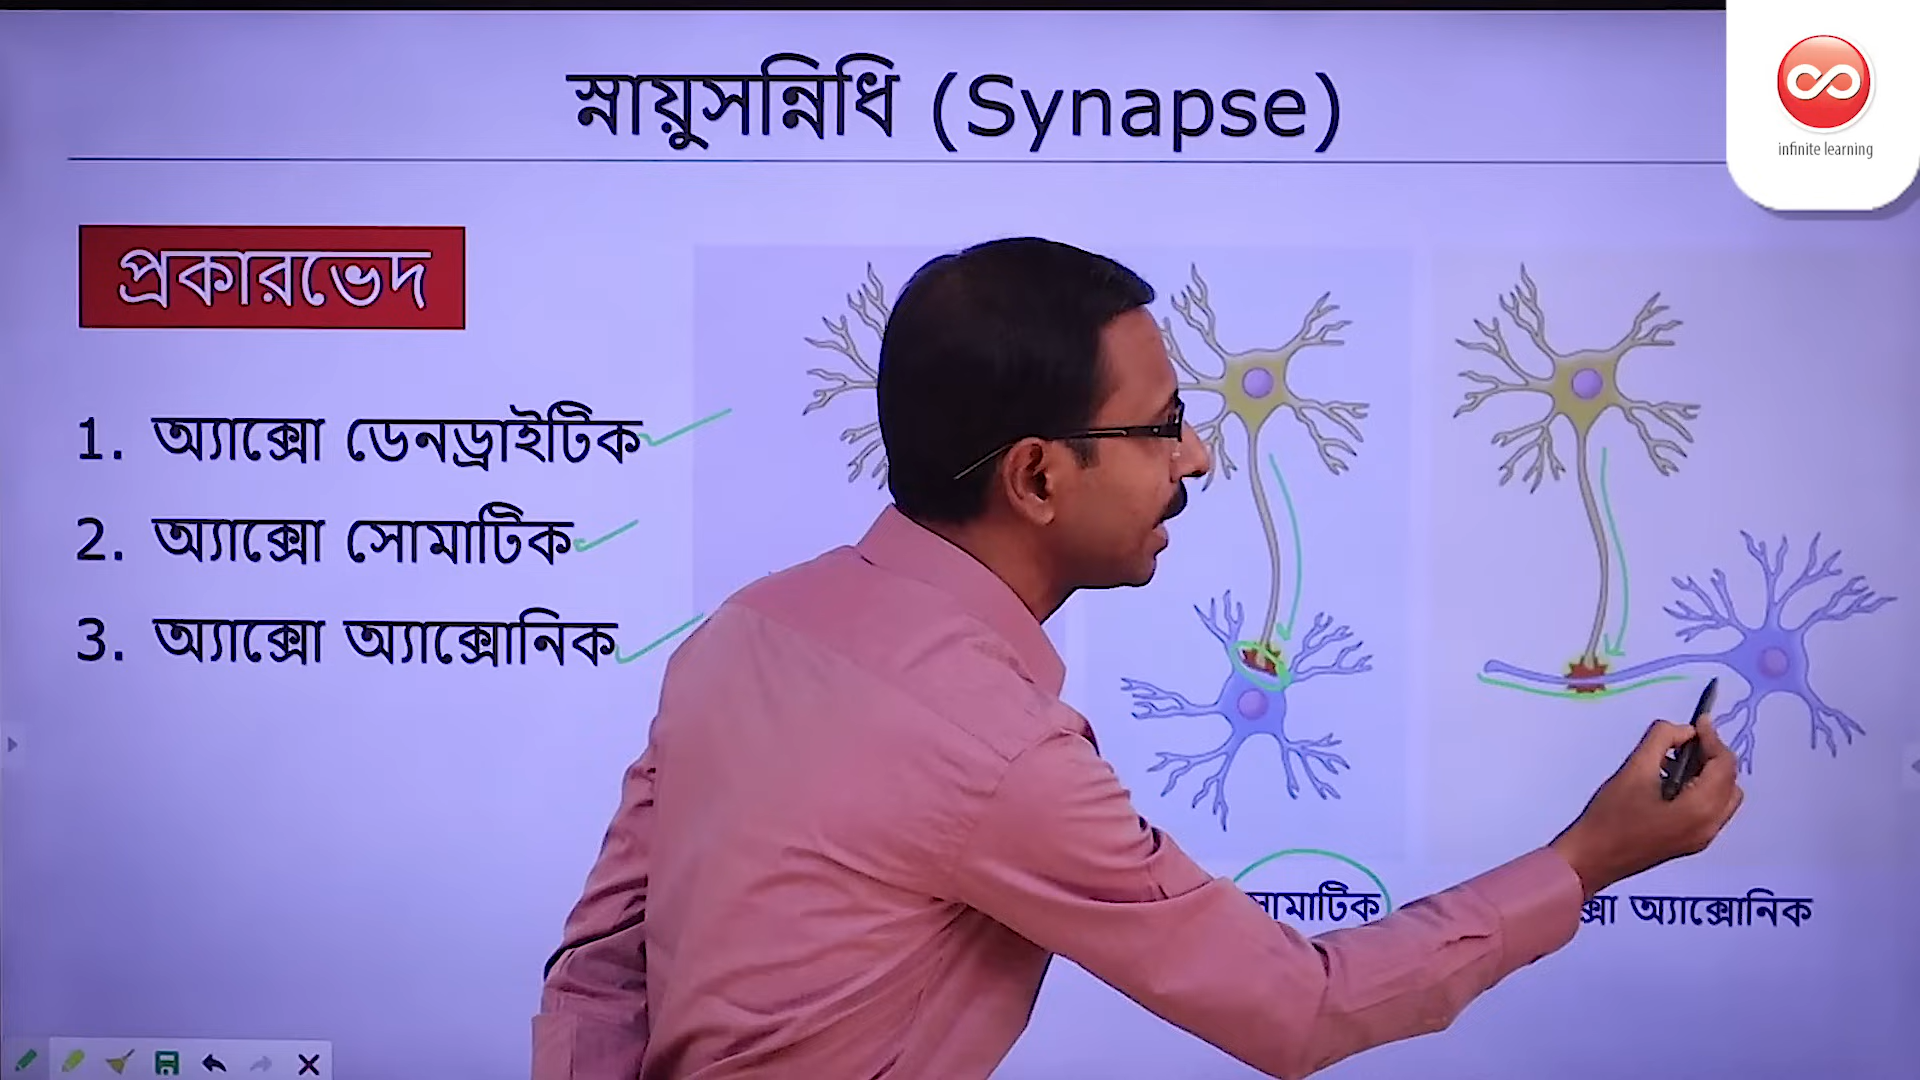 স্নায়ুসন্নিধি (Synapse)
infinite learning
প্রকারভেদ
1. অ্যাক্সো ডেনড্রাইটিক
2. অ্যাক্সো সোমাটিক
3. অ্যাক্সো অ্যাক্সোনিক
অ্যাক্সোনিক